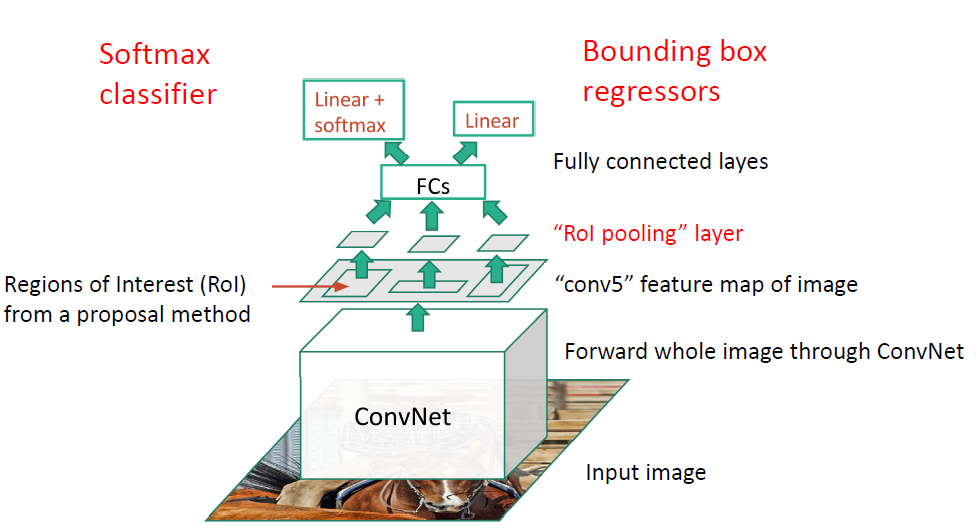 Softmax
classifier
Bounding box
regressors
Linear +
softmax
Linear
Fully connected layes
FCs
“RoI pooling” layer
Regions of Interest (RoI)
from a proposal method
“conv5” feature map of image
Forward whole image through ConvNet
ConvNet
Input image